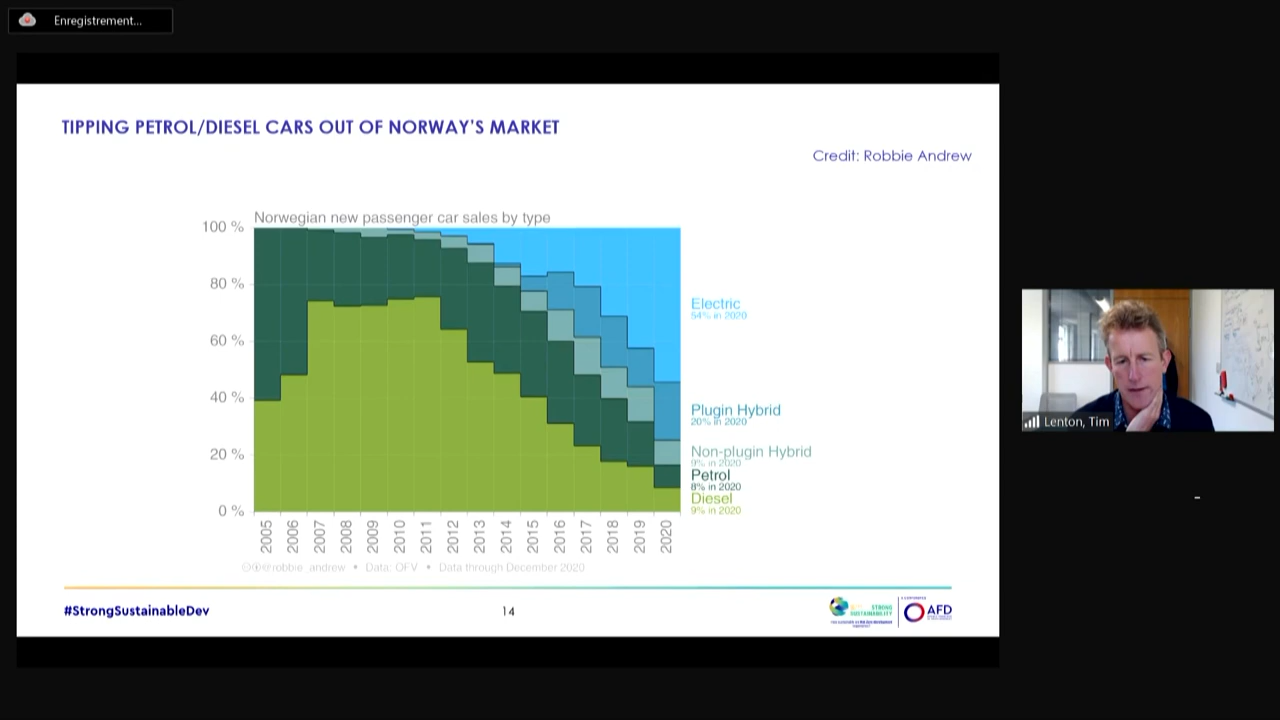 Enregistrement...
TIPPING PETROL/DIESEL CARS OUT OF NORWAY'S MARKET
Credit: Robbie Andrew
Norwegian new passenger car sales by type
100 %
80 %
60 %
40 %
20 %
0 %
Electric
54% in 2020
Plugin Hybrid
20% in 2020
Non-plugin Hybrid
9% in 2020
Petrol
8% in 2020
Diesel
9% in 2020
2005
2006
2007
2008
2009
2010
2011
2012
2013
2014
2015
2016
2017
2018
2019
2020
robbie_andrew • Data: OFV • Data through December 2020
#StrongSustainableDev
14
STRONG
SUSTAINABILITY
AFD
Lenton, Tim